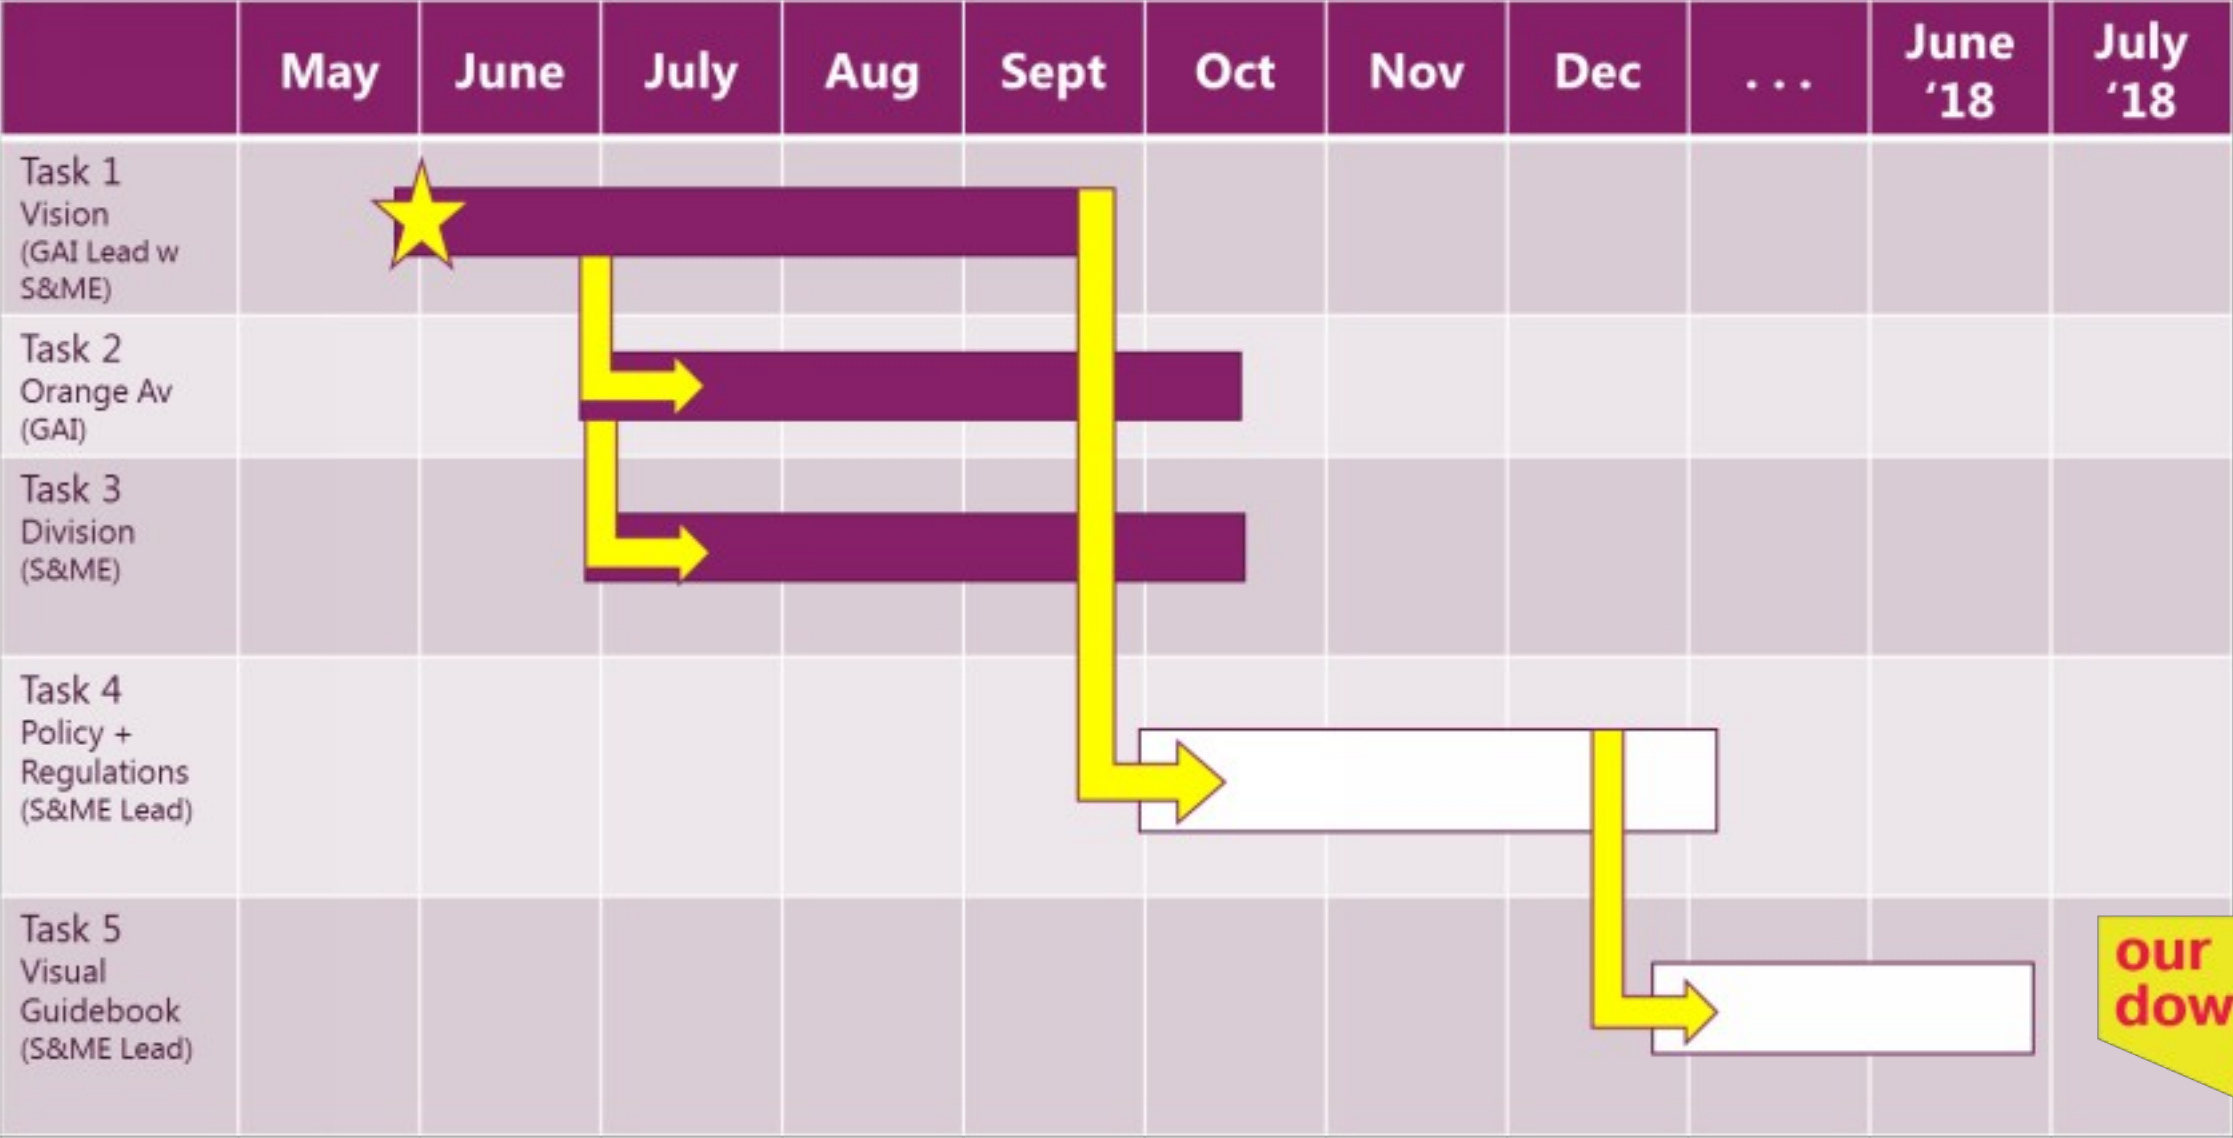 May June July Aug Sept Oct Nov Dec ... June ‘18 July ‘18
Task 1
Vision
(GAI Lead w
S&ME)
Task 2
Orange Av
(GAI)
Task 3
Division
(S&ME)
Task 4
Policy +
Regulations
(S&ME Lead)
Task 5
Visual
Guidebook
(S&ME Lead)
our